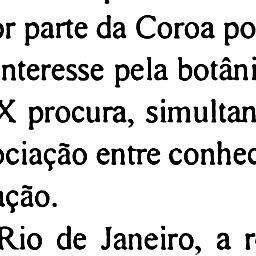 or parte da Coroa po
nteresse pela botâni
X procura, simultan
ociação entre conhec
ação.
Rio de Janeiro, a r